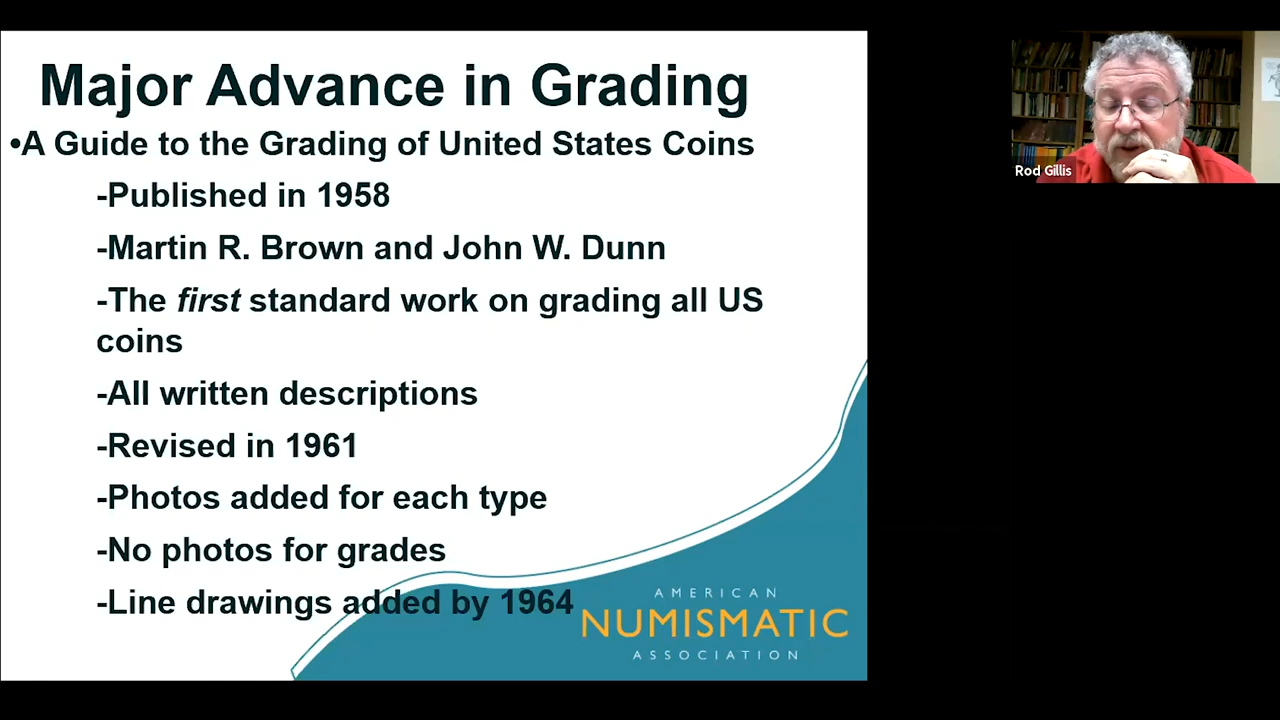 Major Advance in Grading
•A Guide to the Grading of United States Coins
-Published in 1958
-Martin R. Brown and John W. Dunn
-The first standard work on grading all US
coins
-All written descriptions
-Revised in 1961
-Photos added for each type
-No photos for grades
-Line drawings added by 1964
AMERICAN
NUMISMATIC
ASSOCIATION
Rod Gillis